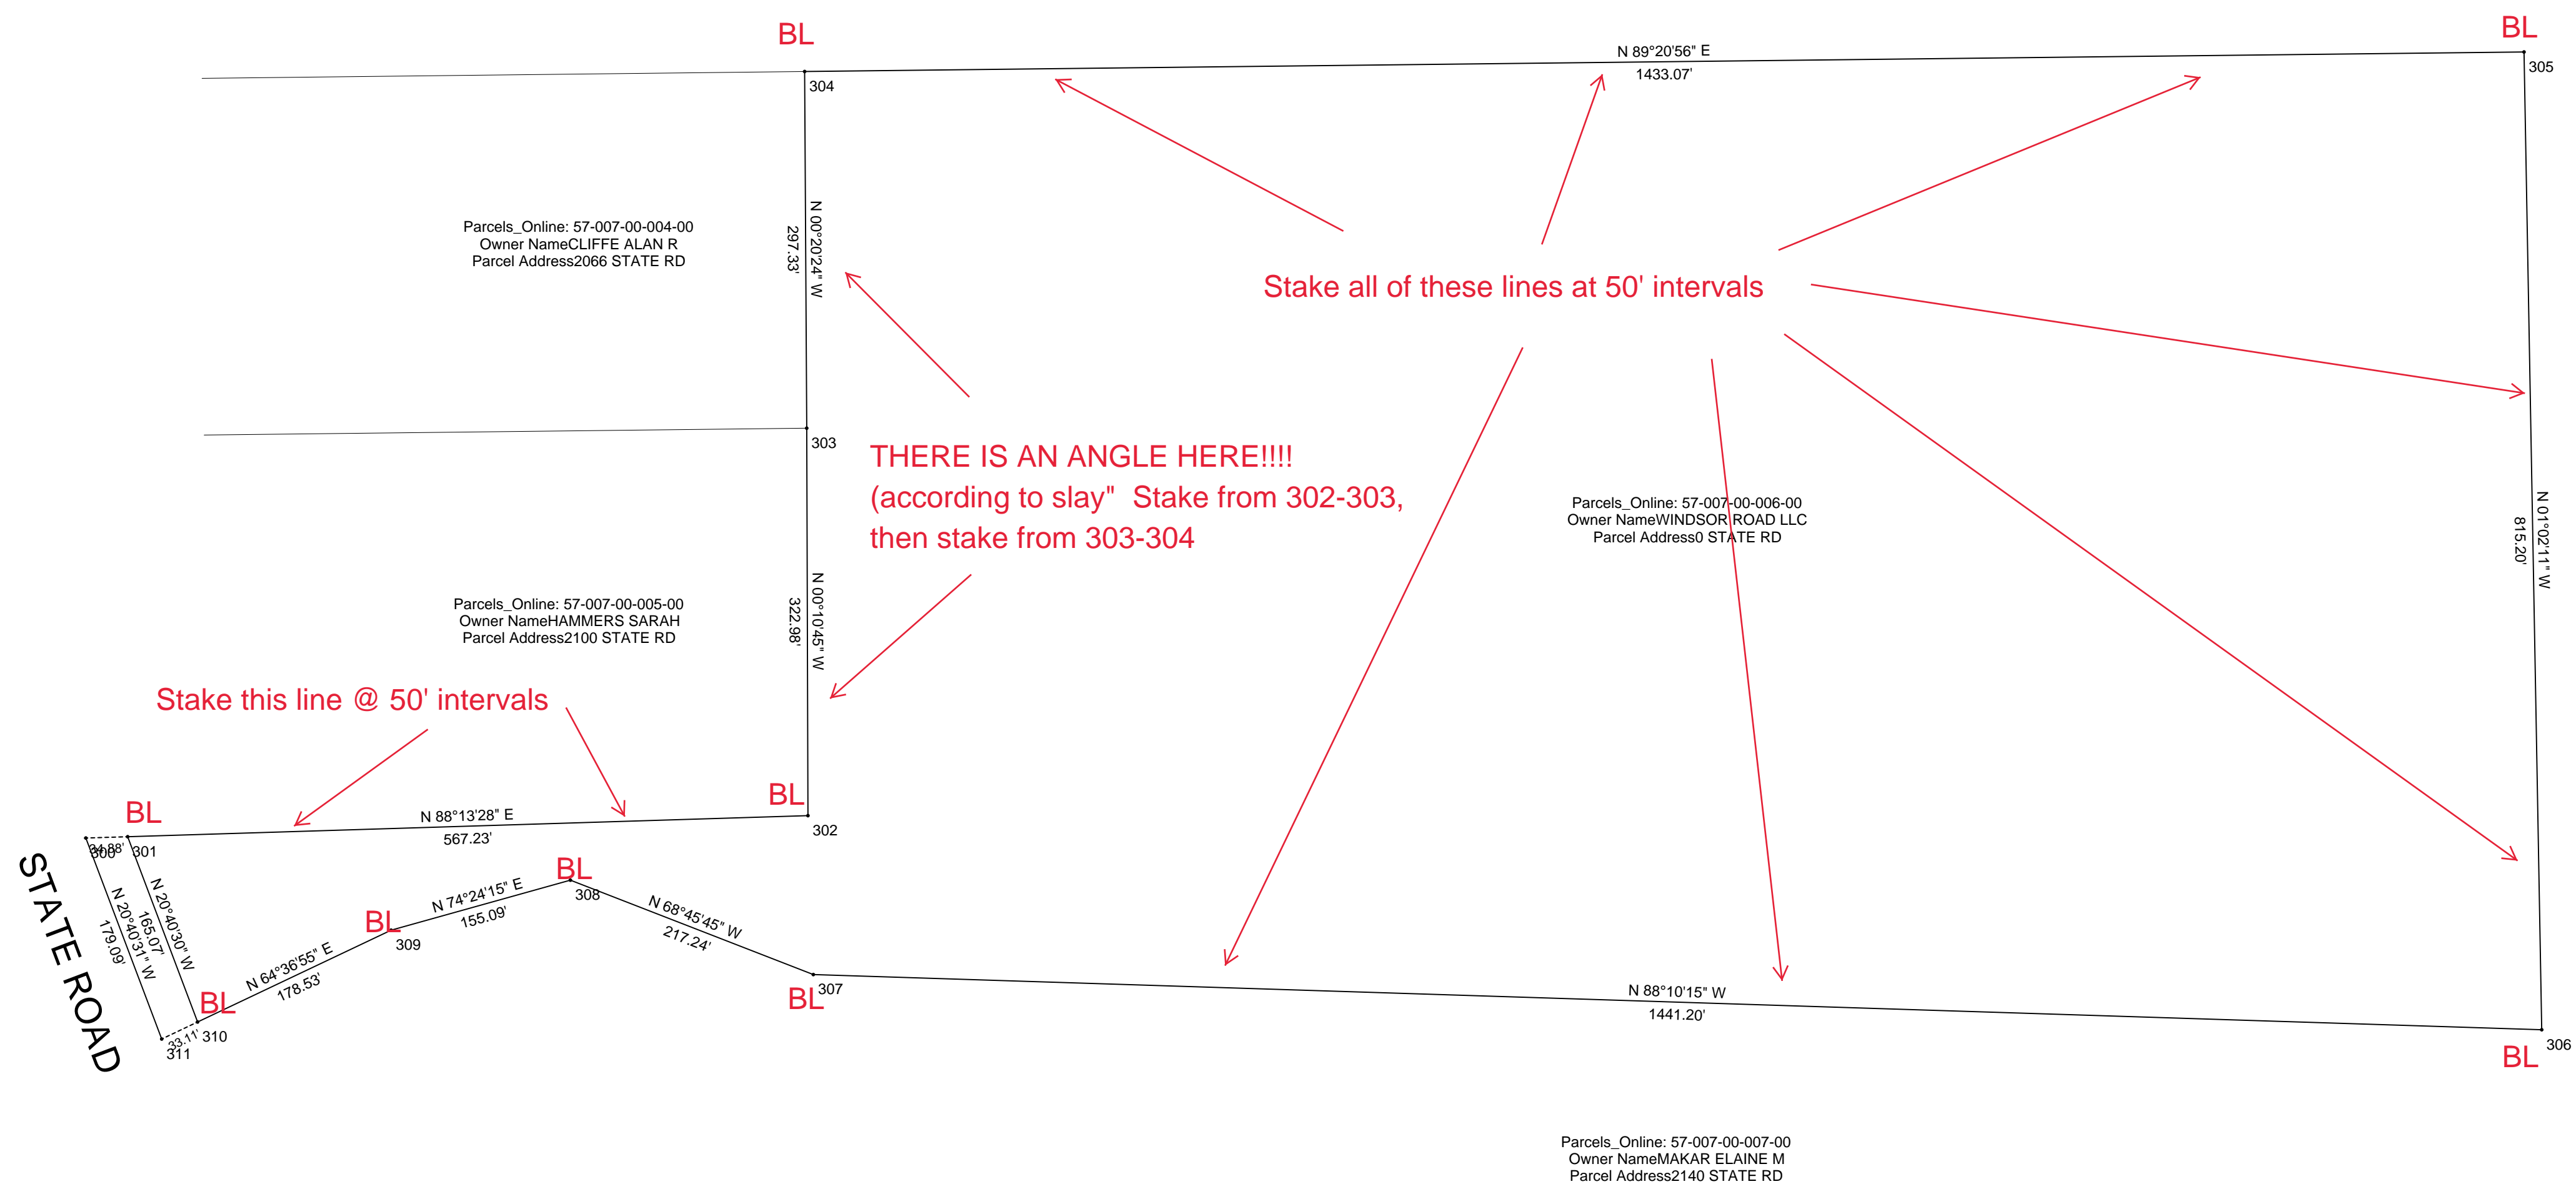 BL
BL
N 89°20'56" E
1433.07'
304
305
N 00°20'24" W
297.33'
Parcels_Online: 57-007-00-004-00
Owner NameCLIFFE ALAN R
Parcel Address2066 STATE RD
Stake all of these lines at 50' intervals
303
THERE IS AN ANGLE HERE!!!!
(according to slay"  Stake from 302-303,
then stake from 303-304
Parcels_Online: 57-007-00-006-00
Owner NameWINDSOR ROAD LLC
Parcel Address0 STATE RD
N 01°02'11" W
815.20'
N 00°10'45" W
322.98'
Parcels_Online: 57-007-00-005-00
Owner NameHAMMERS SARAH
Parcel Address2100 STATE RD
Stake this line @ 50' intervals
BL
BL
N 88°13'28" E
567.23'
302
34.88'
300
301
STATE ROAD
N 20°40'30" W
165.07'
N 20°40'31" W
179.09'
BL
308
N 74°24'15" E
155.09'
BL
309
N 68°45'45" W
217.24'
N 64°36'55" E
178.53'
BL
307
BL
310
33.11'
311
N 88°10'15" W
1441.20'
306
BL
Parcels_Online: 57-007-00-007-00
Owner NameMAKAR ELAINE M
Parcel Address2140 STATE RD